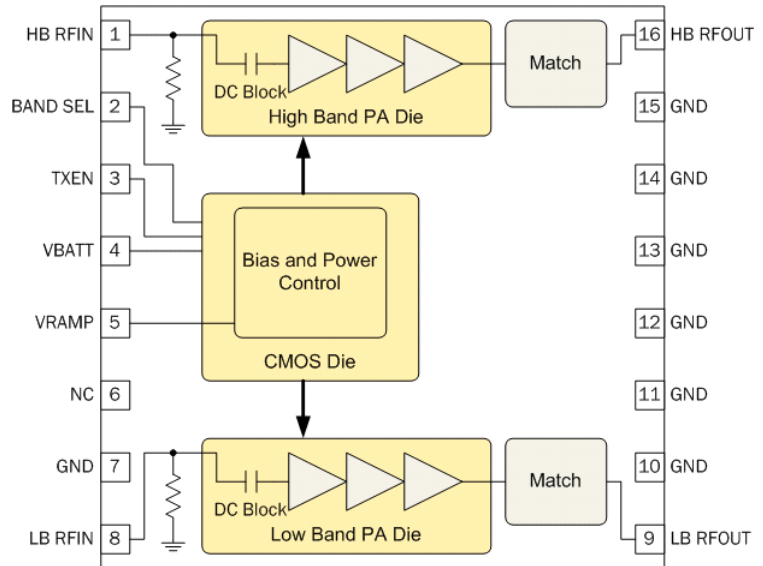 HB RFIN 1
DC Block
High Band PA Die
Match
16 HB RFOUT
BAND SEL 2
15 GND
TXEN 3
14 GND
VBATT 4
Bias and Power
Control
13 GND
VRAMP 5
12 GND
CMOS Die
NC 6
11 GND
GND 7
10 GND
LB RFIN 8
DC Block
Low Band PA Die
Match
9 LB RFOUT